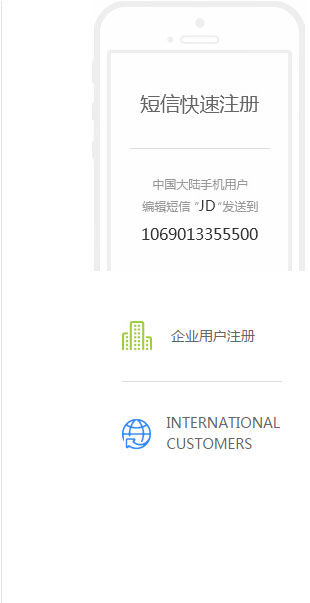 短信快速注册
中国大陆手机用户
编辑短信 “JD”发送到
1069013355500
企业用户注册
INTERNATIONAL
CUSTOMERS